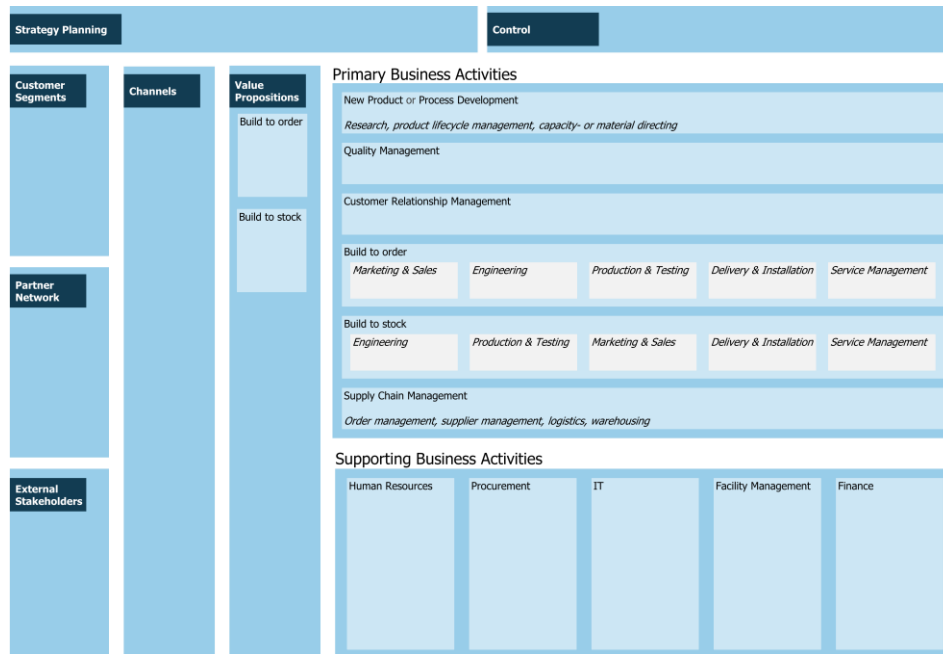 Strategy Planning
Control
Customer
Segments
Channels
Value
Propositions
Build to order
Build to stock
Partner
Network
External
Stakeholders
Primary Business Activities
New Product or Process Development
Research, product lifecycle management, capacity- or material directing
Quality Management
Customer Relationship Management
Build to order
Marketing & Sales
Engineering
Production & Testing
Delivery & Installation
Service Management
Build to stock
Engineering
Production & Testing
Marketing & Sales
Delivery & Installation
Service Management
Supply Chain Management
Order management, supplier management, logistics, warehousing
Supporting Business Activities
Human Resources
Procurement
IT
Facility Management
Finance